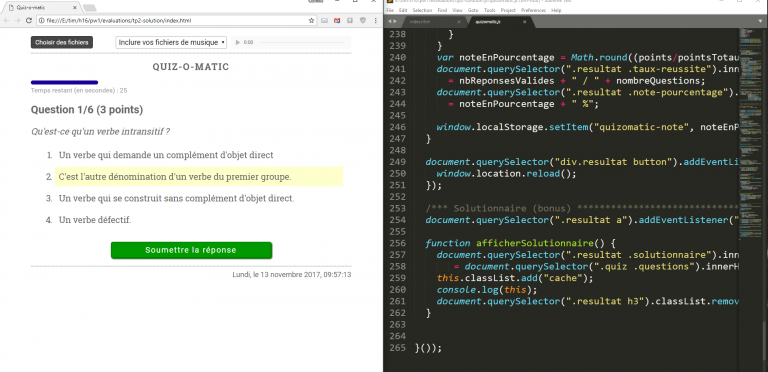 Quiz-o-matic
file:///E:/tim/h16/pw1/evaluations/tp2-solution/index.html
Choisir des fichiers
Inclure vos fichiers de musique
0:00
QUIZ-O-MATIC
Temps restant (en secondes) : 25
Question 1/6 (3 points)
Qu'est-ce qu'un verbe intransitif ?
1. Un verbe qui demande un complément d'objet direct
2. C'est l'autre dénomination d'un verbe du premier groupe.
3. Un verbe qui se construit sans complément d'objet direct.
4. Un verbe défectif.
Soumettre la réponse
Lundi, le 13 novembre 2017, 09:57:13
File Edit Selection Find View Goto Tools Project Preferences Help
quizomatic.js
238 }
239 }
240 var noteEnPourcentage = Math.round((points/pointsTotau
241 document.querySelector(".resultat .taux-reussite").inn
242 = nbReponsesValides + " / " + nombreQuestions;
243 document.querySelector(".resultat .note-pourcentage").
244 = noteEnPourcentage + " %";
245
246 window.localStorage.setItem("quizomatic-note", noteEnP
247 }
248
249 document.querySelector("div.resultat button").addEventLi
250 window.location.reload();
251 });
252
253 /*** Solutionnaire (bonus) ****************************
254 document.querySelector(".resultat a").addEventListener("
255
256 function afficherSolutionnaire() {
257 document.querySelector(".resultat .solutionnaire").inn
258 = document.querySelector(".quiz .questions").innerH
259 this.classList.add("cache");
260 console.log(this);
261 document.querySelector(".resultat h3").classList.remov
262 }
263
264
265 }());